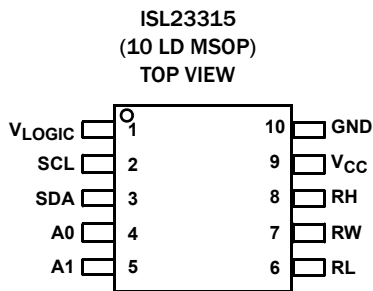 ISL23315
(10 LD MSOP)
TOP VIEW
VLOGIC 1 10 GND
SCL 2 9 VCC
SDA 3 8 RH
A0 4 7 RW
A1 5 6 RL